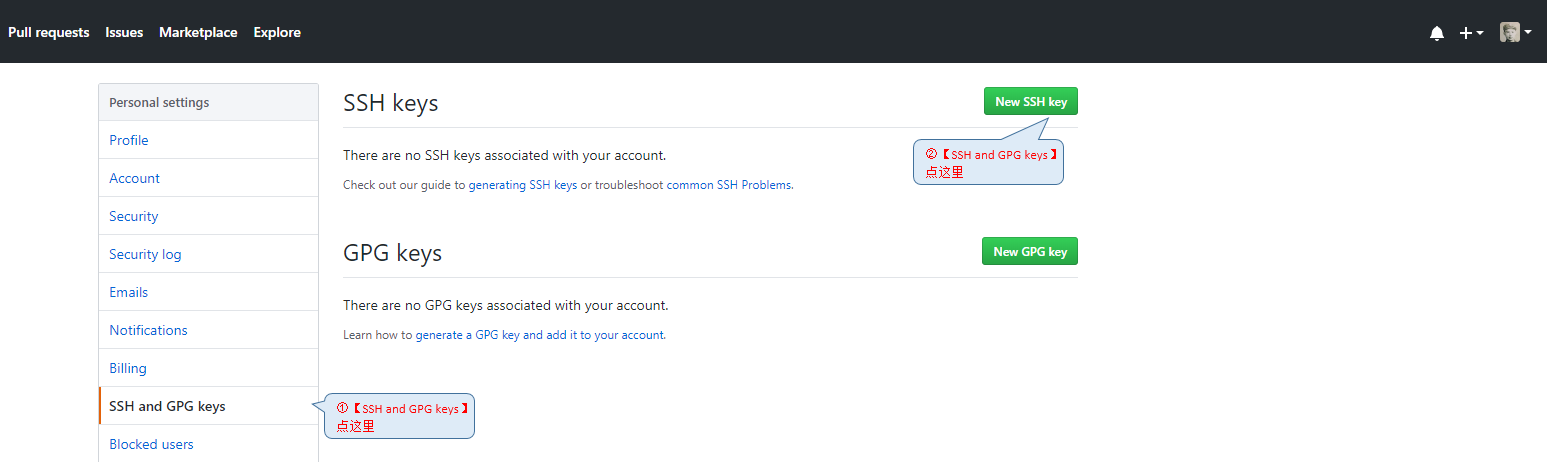 Pull requests Issues Marketplace Explore
Personal settings
Profile
Account
Security
Security log
Emails
Notifications
Billing
SSH and GPG keys
Blocked users
SSH keys
New SSH key
There are no SSH keys associated with your account.
Check out our guide to generating SSH keys or troubleshoot common SSH Problems.
②【SSH and GPG keys】
点这里
GPG keys
New GPG key
There are no GPG keys associated with your account.
Learn how to generate a GPG key and add it to your account.
①【SSH and GPG keys】
点这里